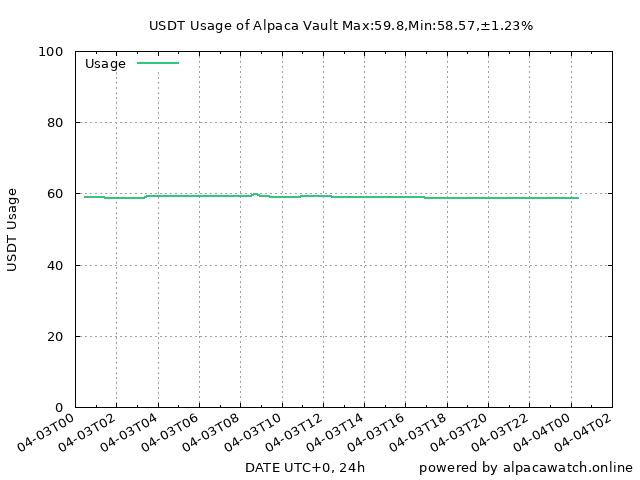 USDT Usage of Alpaca Vault Max:59.8,Min:58.57,±1.23%
Usage
100
80
60
40
20
0
USDT Usage
04-03T00
04-03T02
04-03T04
04-03T06
04-03T08
04-03T10
04-03T12
04-03T14
04-03T16
04-03T18
04-03T20
04-03T22
04-04T00
04-04T02
DATE UTC+0, 24h
powered by alpacawatch.online